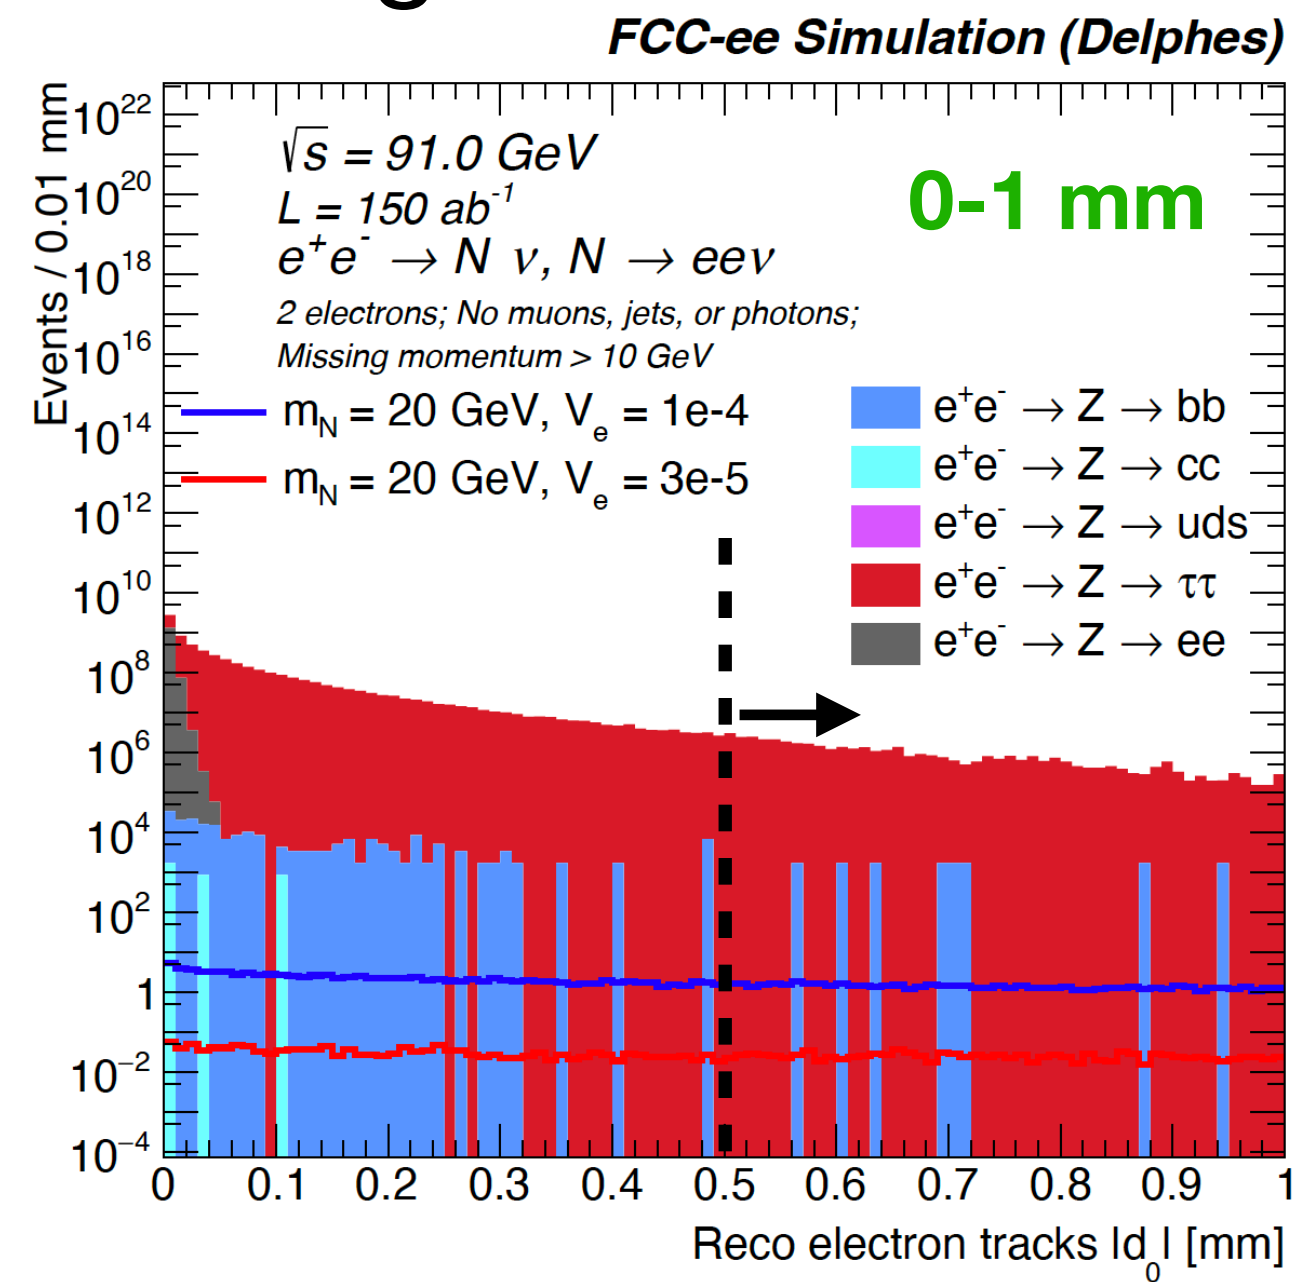 g
FCC-ee Simulation (Delphes)
Events / 0.01 mm
10²²
10²⁰
10¹⁸
10¹⁶
10¹⁴
10¹²
10¹⁰
10⁸
10⁶
10⁴
10²
1
10⁻²
10⁻⁴
√s = 91.0 GeV
L = 150 ab⁻¹
e⁺e⁻ → N ν, N → eeν
2 electrons; No muons, jets, or photons;
Missing momentum > 10 GeV
m_N = 20 GeV, V_e = 1e-4
m_N = 20 GeV, V_e = 3e-5
0-1 mm
e⁺e⁻ → Z → bb
e⁺e⁻ → Z → cc
e⁺e⁻ → Z → uds
e⁺e⁻ → Z → ττ
e⁺e⁻ → Z → ee
0 0.1 0.2 0.3 0.4 0.5 0.6 0.7 0.8 0.9 1
Reco electron tracks |d₀| [mm]